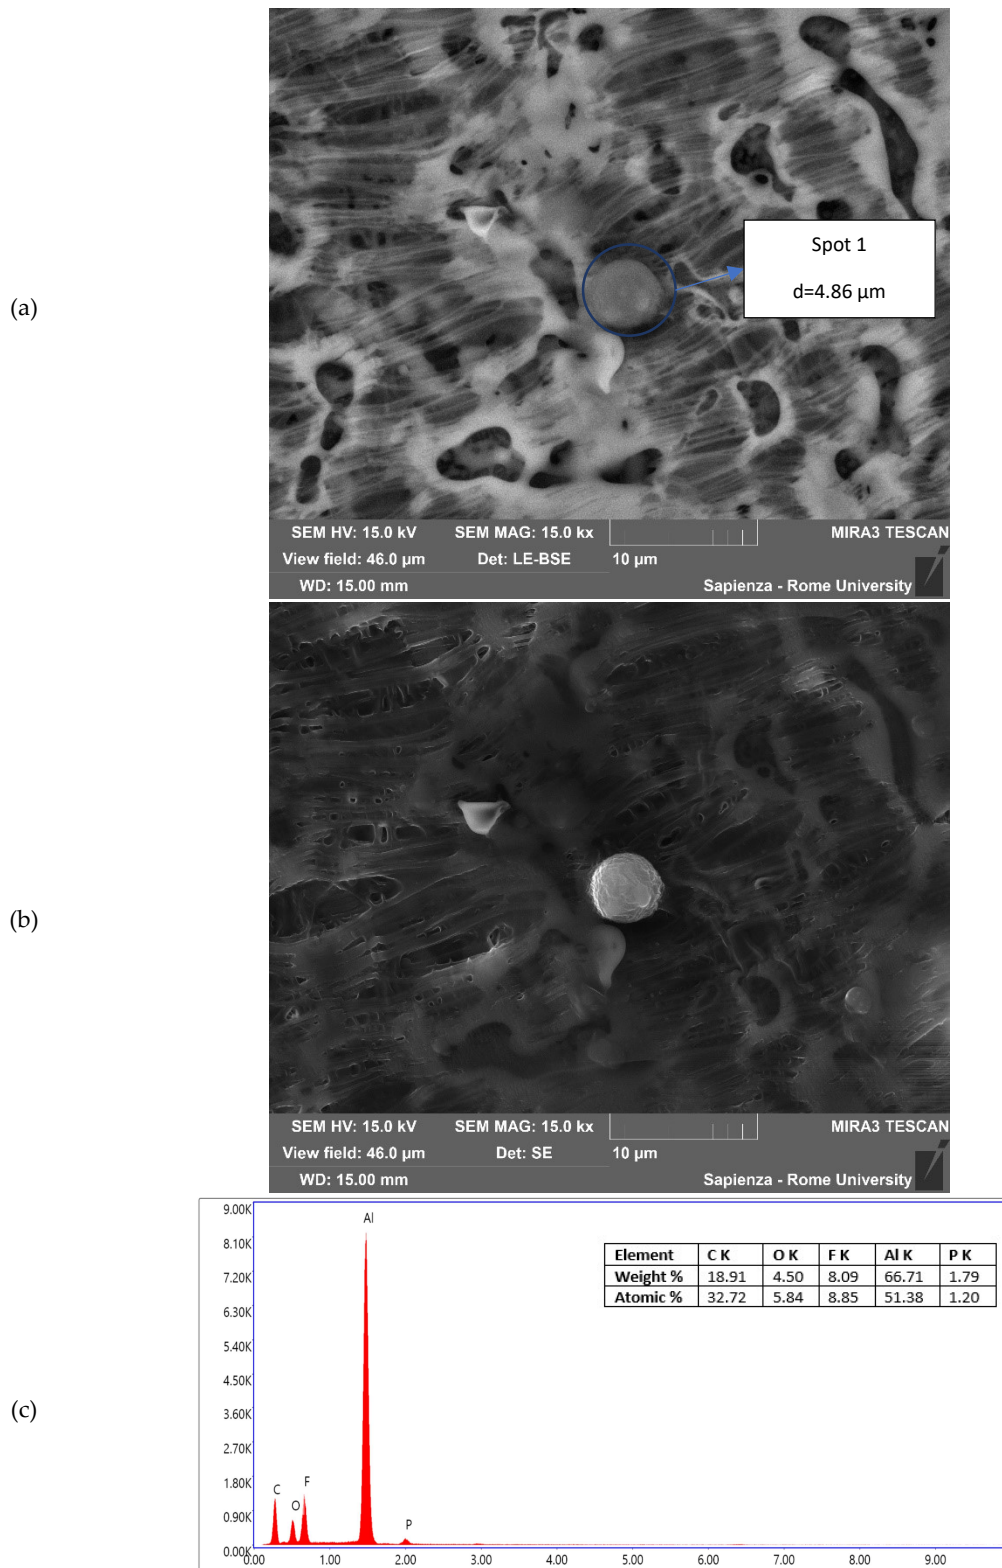 Spot 1
d=4.86 µm
(a)
SEM HV: 15.0 kV SEM MAG: 15.0 kx MIRA3 TESCAN
View field: 46.0 µm Det: LE-BSE 10 µm
WD: 15.00 mm Sapienza - Rome University
(b)
SEM HV: 15.0 kV SEM MAG: 15.0 kx MIRA3 TESCAN
View field: 46.0 µm Det: SE 10 µm
WD: 15.00 mm Sapienza - Rome University
(c)
9.00K
8.10K
7.20K
6.30K
5.40K
4.50K
3.60K
2.70K
1.80K
0.90K
0.00K
Al
C
O
F
P
Element C K O K F K Al K P K
Weight % 18.91 4.50 8.09 66.71 1.79
Atomic % 32.72 5.84 8.85 51.38 1.20
0.00 1.00 2.00 3.00 4.00 5.00 6.00 7.00 8.00 9.00